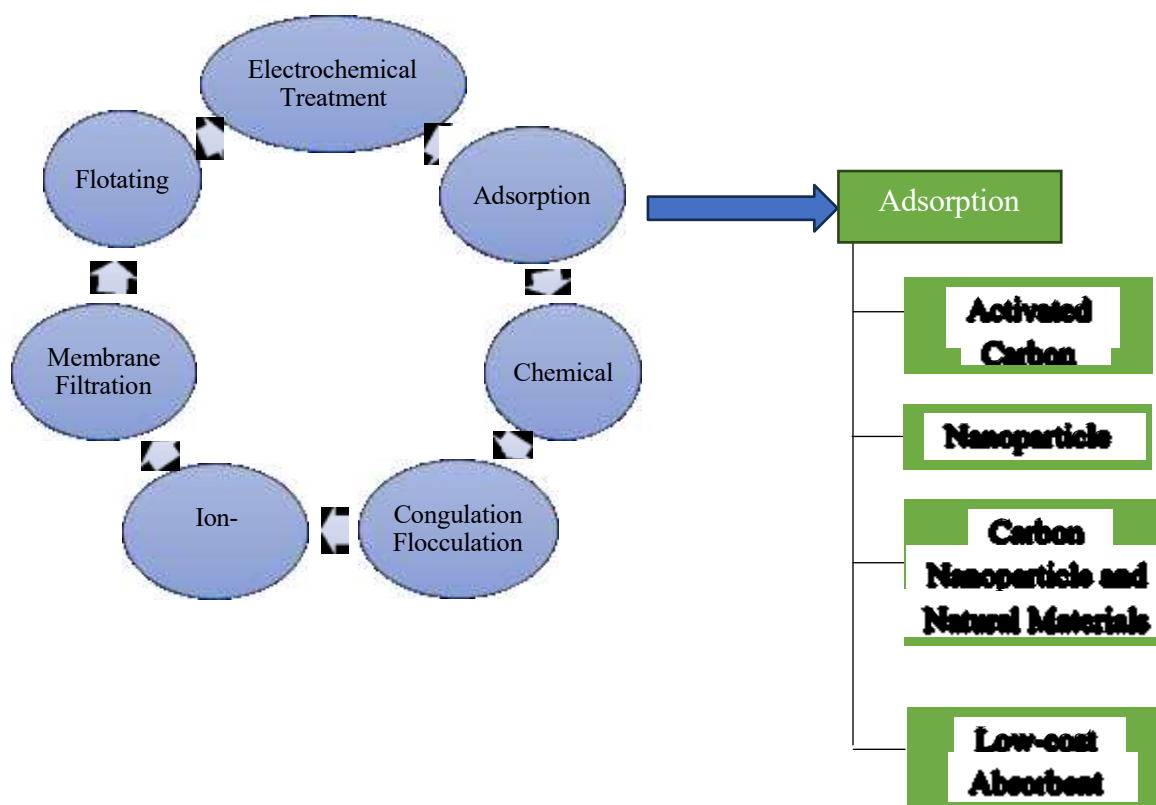 Electrochemical
Treatment
Adsorption
Chemical
Congulation
Flocculation
Ion-
Membrane
Filtration
Flotating
Adsorption
Activated
Carbon
Nanoparticle
Carbon
Nanoparticle and
Natural Materials
Low-cost
Absorbent